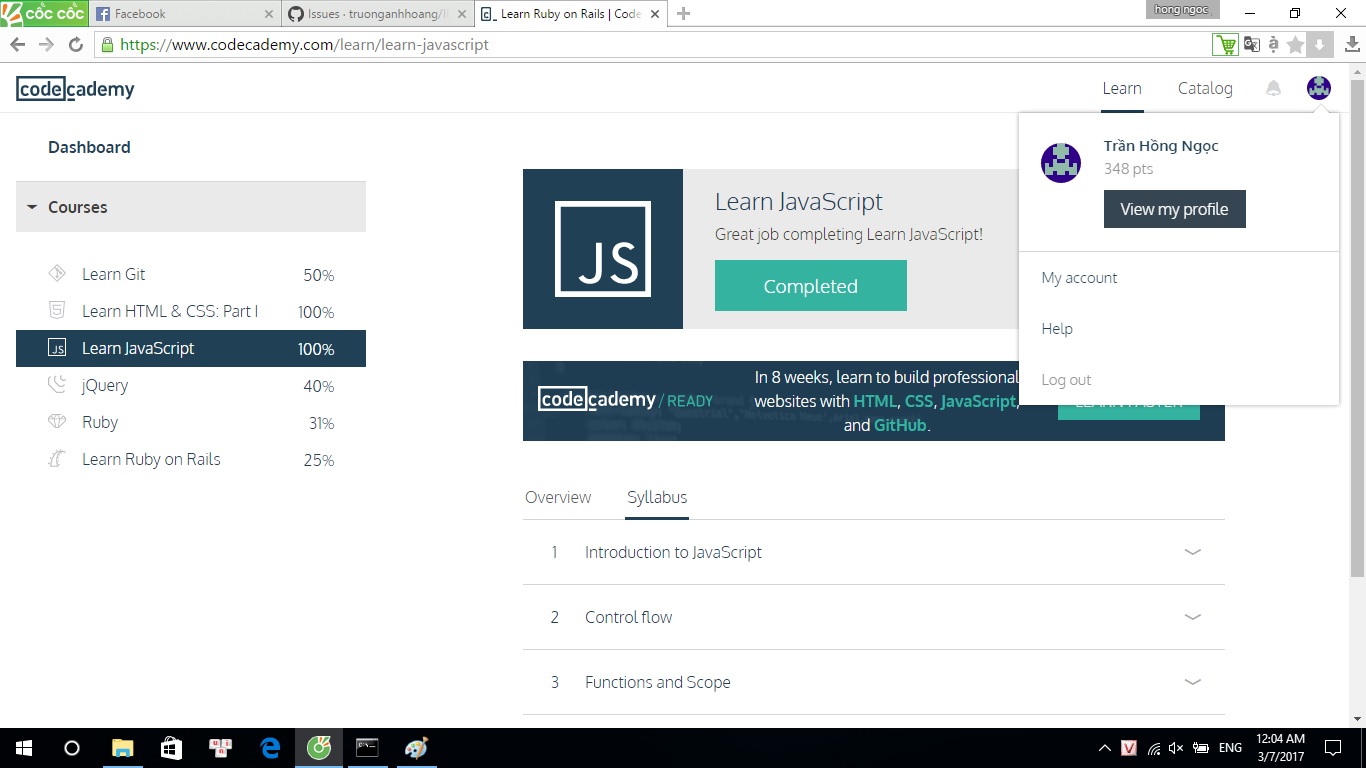 cốc cốc
Facebook
Issues · truonganhhoang/
Learn Ruby on Rails | Code
hong ngoc
https://www.codecademy.com/learn/learn-javascript
codecademy
Learn
Catalog
Dashboard
Courses
Learn Git 50%
Learn HTML & CSS: Part I 100%
JS Learn JavaScript 100%
jQuery 40%
Ruby 31%
Learn Ruby on Rails 25%
JS
Learn JavaScript
Great job completing Learn JavaScript!
Completed
Trần Hồng Ngọc
348 pts
View my profile
My account
Help
Log out
codecademy / READY
In 8 weeks, learn to build professional
websites with HTML, CSS, JavaScript,
and GitHub.
Overview
Syllabus
1 Introduction to JavaScript
2 Control flow
3 Functions and Scope
ENG
12:04 AM
3/7/2017